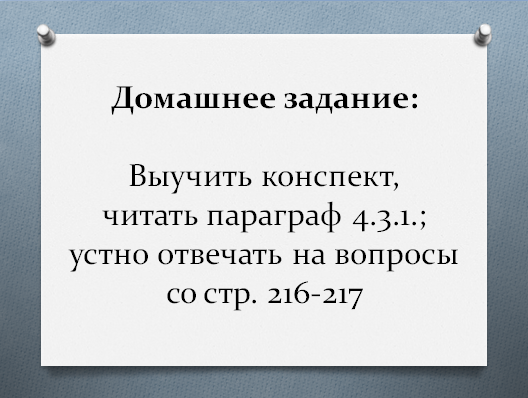 Домашнее задание:
Выучить конспект,
читать параграф 4.3.1.;
устно отвечать на вопросы
со стр. 216-217